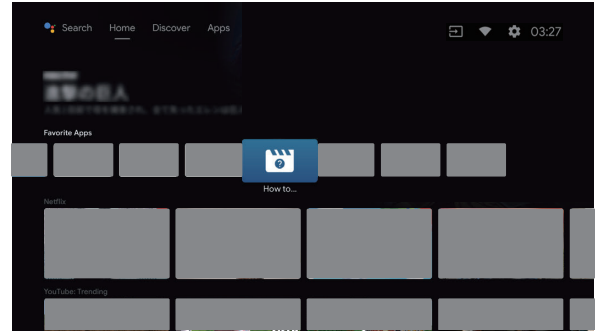 Search Home Discover Apps 03:27
進撃の巨人
Favorite Apps
?
How to...
Netflix
YouTube: Trending